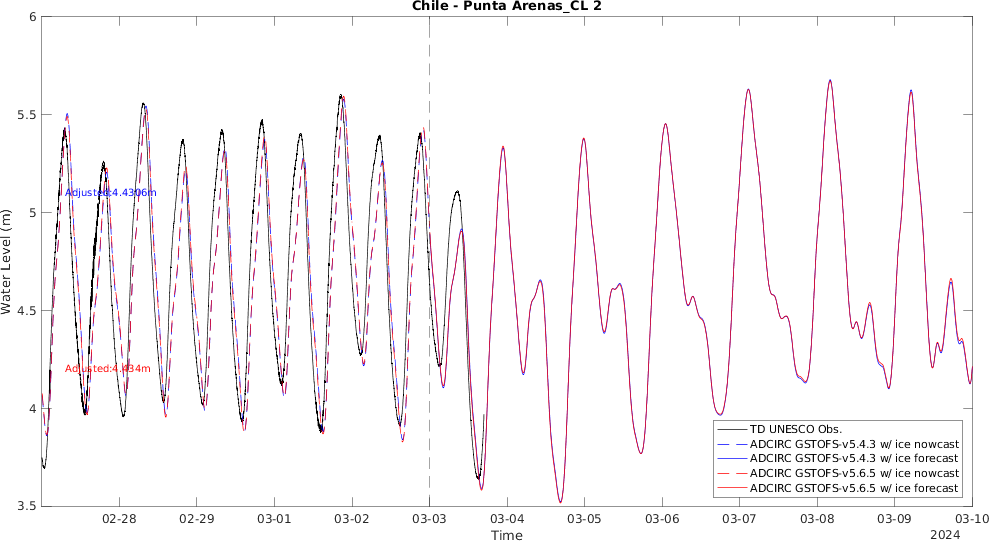 Chile - Punta Arenas_CL 2
6
5.5
5
4.5
4
3.5
Water Level (m)
Adjusted:4.4306m
Adjusted:4.434m
TD UNESCO Obs.
ADCIRC GSTOFS-v5.4.3 w/ ice nowcast
ADCIRC GSTOFS-v5.4.3 w/ ice forecast
ADCIRC GSTOFS-v5.6.5 w/ ice nowcast
ADCIRC GSTOFS-v5.6.5 w/ ice forecast
02-28 02-29 03-01 03-02 03-03 03-04 03-05 03-06 03-07 03-08 03-09 03-10
Time
2024